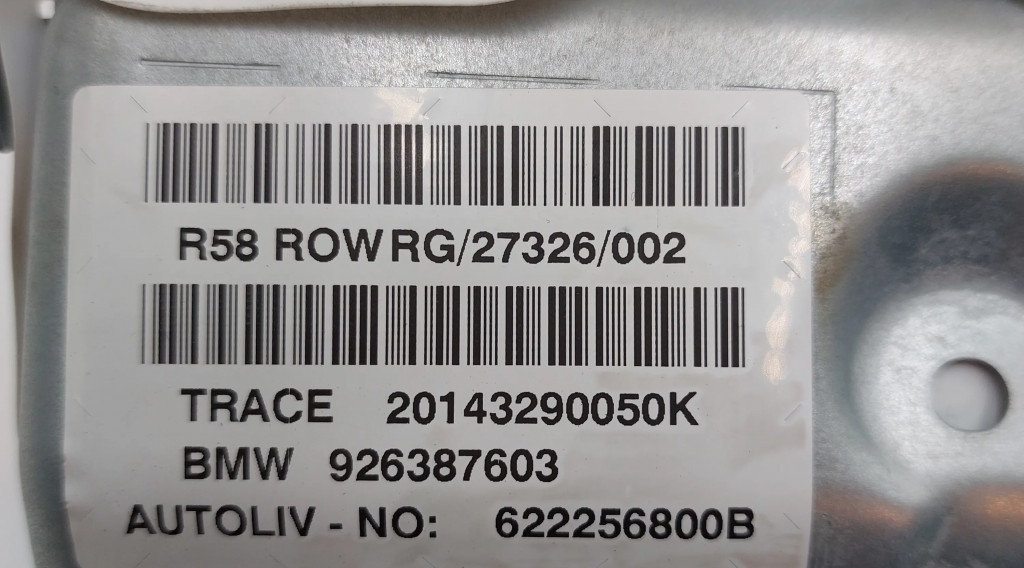 R58 ROW RG/27326/002
TRACE 20143290050K
BMW 926387603
AUTOLIV - NO: 622256800B